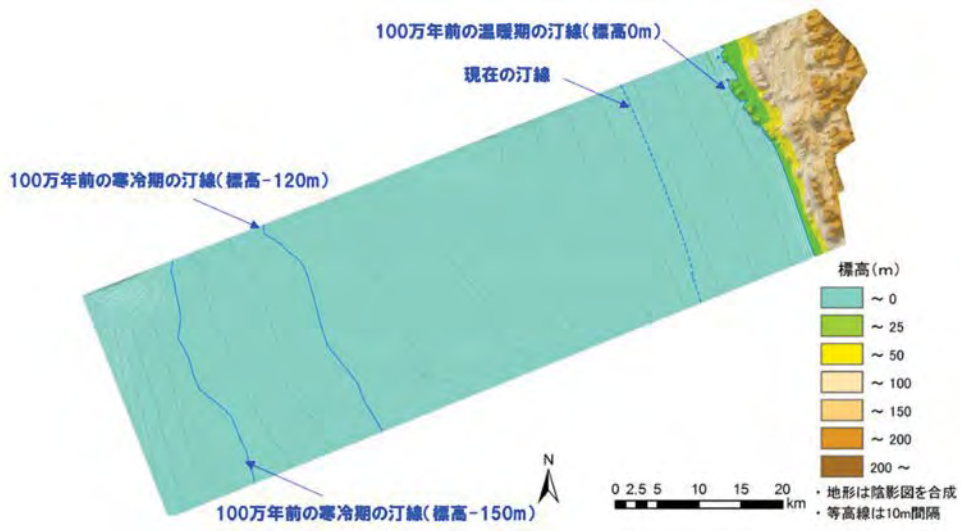 100万年前の温暖期の汀線(標高0m)
現在の汀線
100万年前の寒冷期の汀線(標高-120m)
標高(m)
～ 0
～ 25
～ 50
～ 100
～ 150
～ 200
200 ～
N
0 2.5 5 10 15 20
km
・地形は陰影図を合成
・等高線は10m間隔
100万年前の寒冷期の汀線(標高-150m)